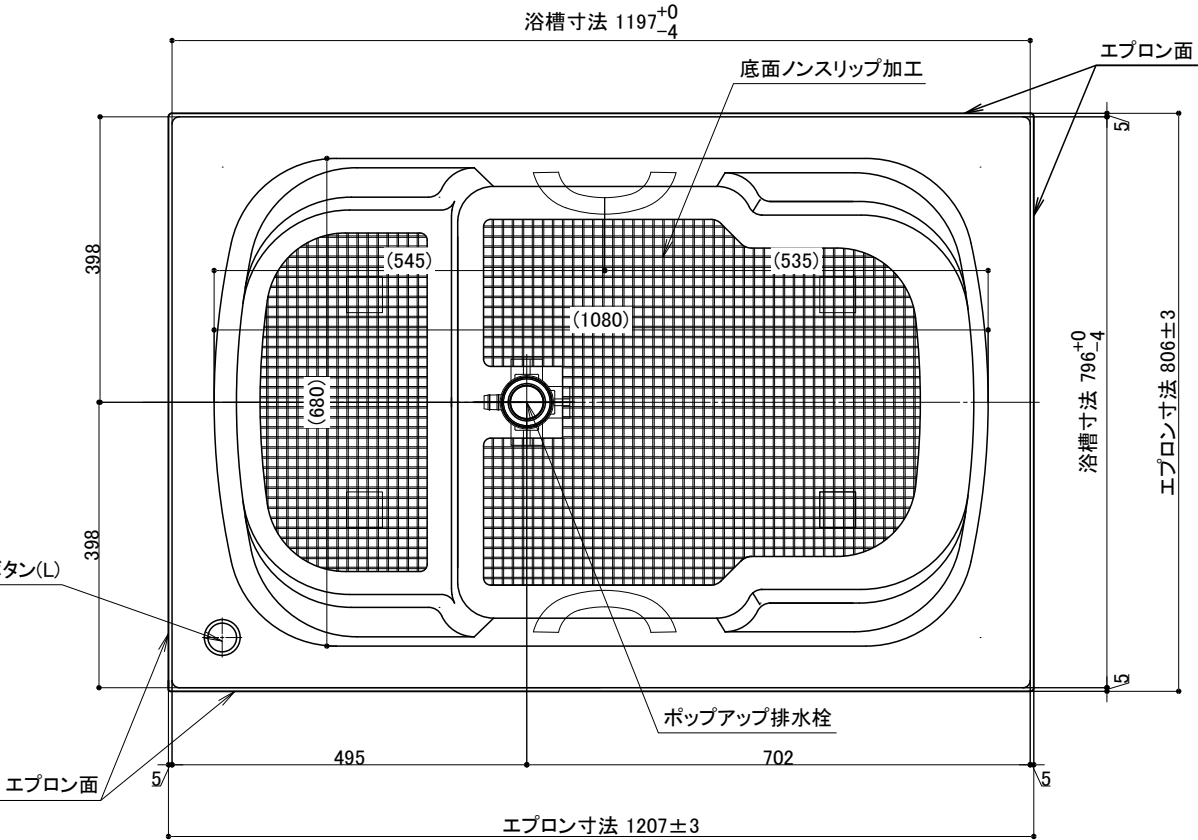 浴槽寸法 1197+0-4
エプロン面
底面ノンスリップ加工
5
398
(545)
(535)
(1080)
(680)
浴槽寸法 796+0-4
エプロン寸法 806±3
398
タン(L)
5
ポップアップ排水栓
495
702
エプロン面
5
5
エプロン寸法 1207±3